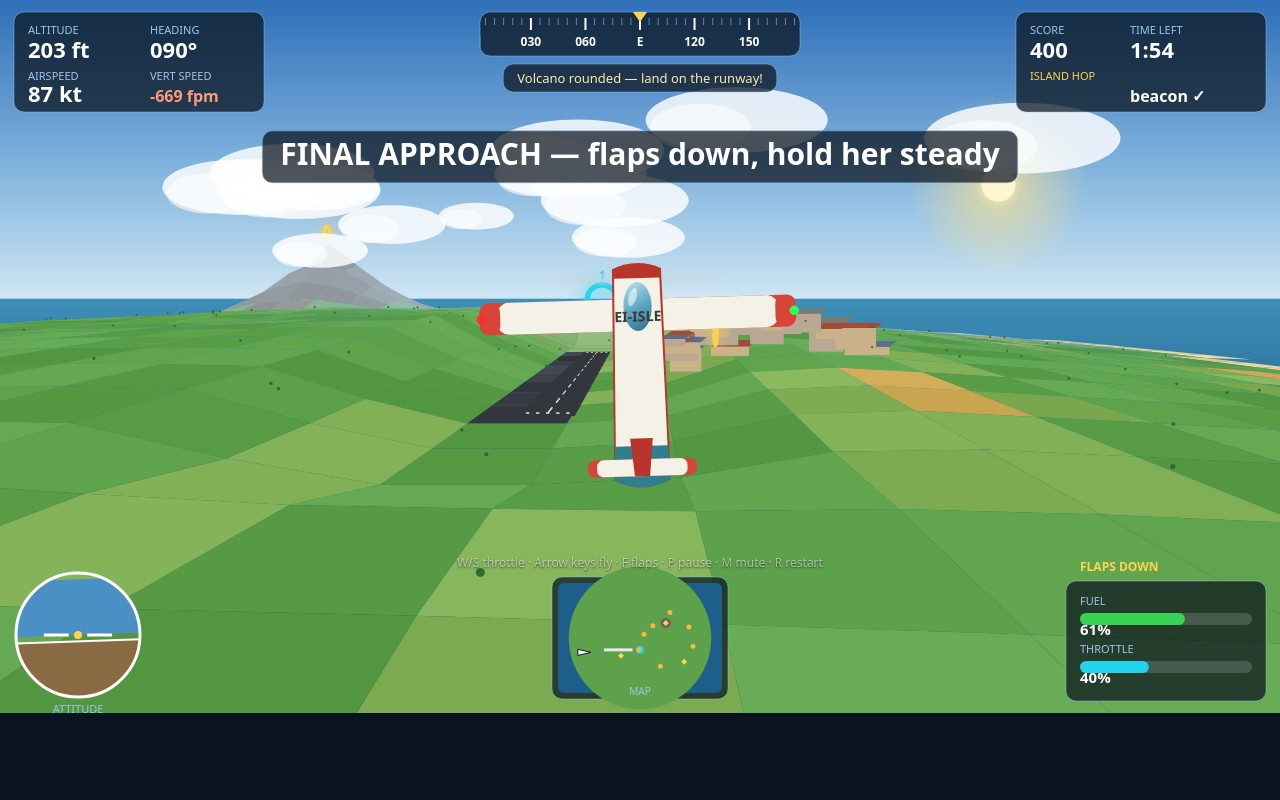 ALTITUDE
203 ft
HEADING
090°
AIRSPEED
87 kt
VERT SPEED
-669 fpm
030 060 E 120 150
Volcano rounded — land on the runway!
SCORE
400
TIME LEFT
1:54
ISLAND HOP
beacon ✓
FINAL APPROACH — flaps down, hold her steady
1
EI-ISLE
W/S throttle · Arrow keys fly · F flaps · P pause · M mute · R restart
MAP
ATTITUDE
FLAPS DOWN
FUEL
61%
THROTTLE
40%